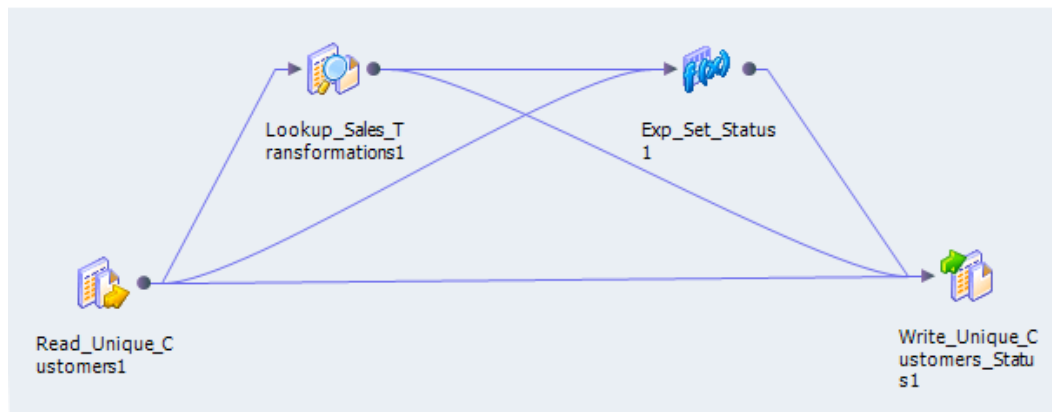 Lookup_Sales_T
ransformations1
Exp_Set_Status
1
Read_Unique_C
ustomers1
Write_Unique_C
ustomers_Statu
s1